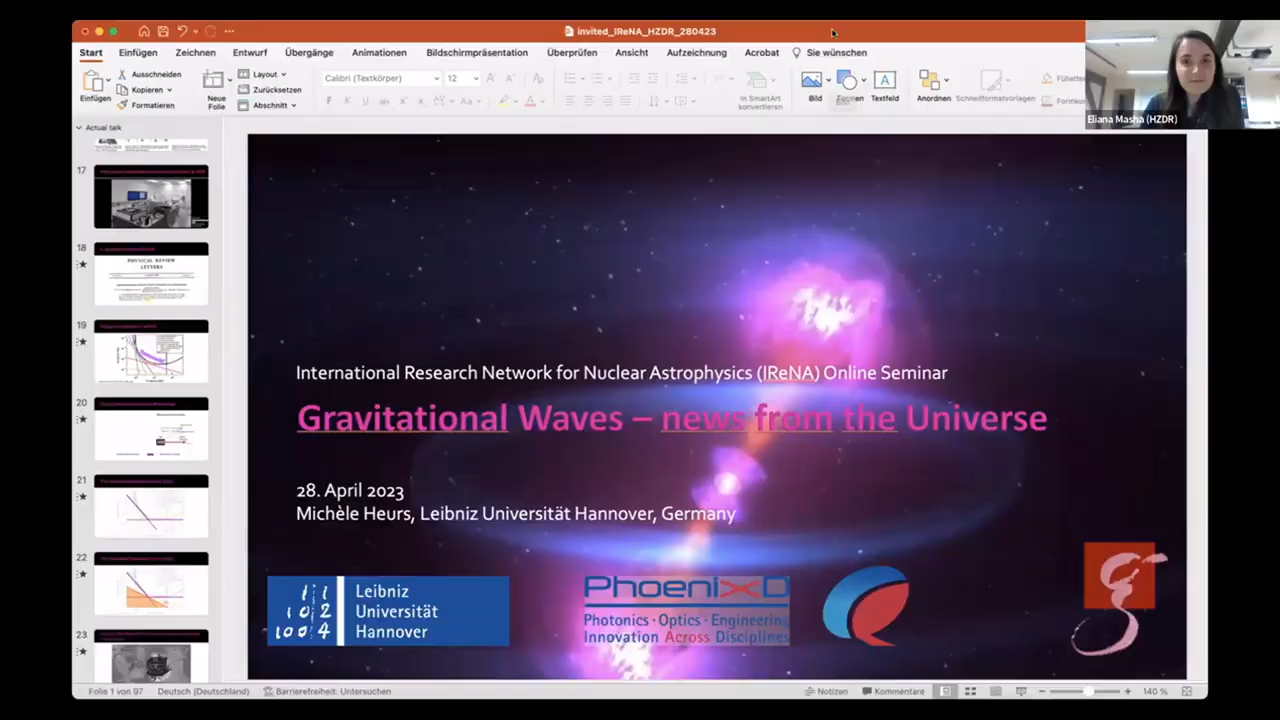 invited_IReNA_HZDR_280423
Start Einfügen Zeichnen Entwurf Übergänge Animationen Bildschirmpräsentation Überprüfen Ansicht Aufzeichnung Acrobat Sie wünschen
Einfügen
Ausschneiden
Kopieren
Formatieren
Neue
Folie
Layout
Zurücksetzen
Abschnitt
Calibri (Textkörper) 12
In SmartArt
konvertieren
Bild
Formen
Textfeld
Anordnen
Schnellformatvorlagen
Eliana Masha (HZDR)
Actual talk
17
18
PHYSICAL REVIEW
LETTERS
19
20
21
22
23
International Research Network for Nuclear Astrophysics (IReNA) Online Seminar
Gravitational Waves – news from the Universe
28. April 2023
Michèle Heurs, Leibniz Universität Hannover, Germany
Leibniz
Universität
Hannover
PhoenixD
Photonics · Optics · Engineering
Innovation Across Disciplines
Folie 1 von 97 Deutsch (Deutschland) Barrierefreiheit: Untersuchen Notizen Kommentare 140 %